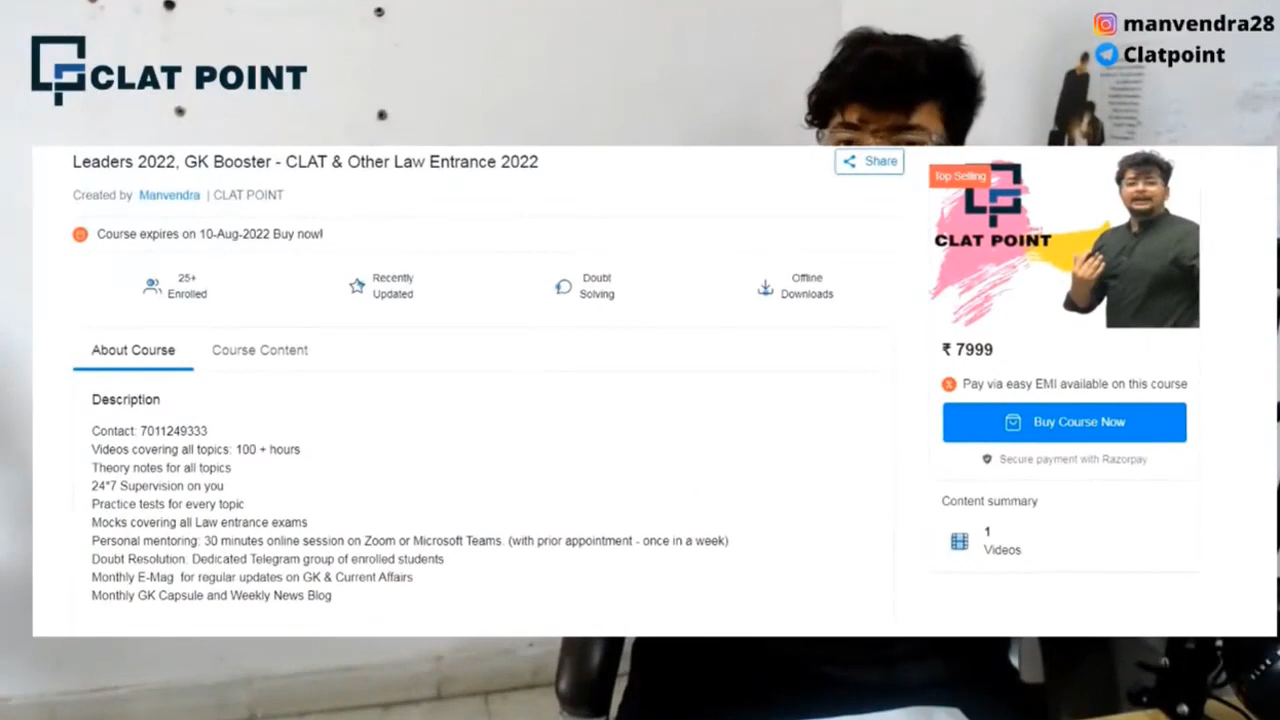 manvendra28
Clatpoint
CLAT POINT
Leaders 2022, GK Booster - CLAT & Other Law Entrance 2022
Share
Created by Manvendra | CLAT POINT
Course expires on 10-Aug-2022 Buy now!
25+
Enrolled
Recently
Updated
Doubt
Solving
Offline
Downloads
About Course
Course Content
Description
Contact: 7011249333
Videos covering all topics: 100 + hours
Theory notes for all topics
24*7 Supervision on you
Practice tests for every topic
Mocks covering all Law entrance exams
Personal mentoring: 30 minutes online session on Zoom or Microsoft Teams. (with prior appointment - once in a week)
Doubt Resolution: Dedicated Telegram group of enrolled students
Monthly E-Mag for regular updates on GK & Current Affairs
Monthly GK Capsule and Weekly News Blog
Top Selling
CLAT POINT
₹ 7999
Pay via easy EMI available on this course
Buy Course Now
Secure payment with Razorpay
Content summary
1
Videos